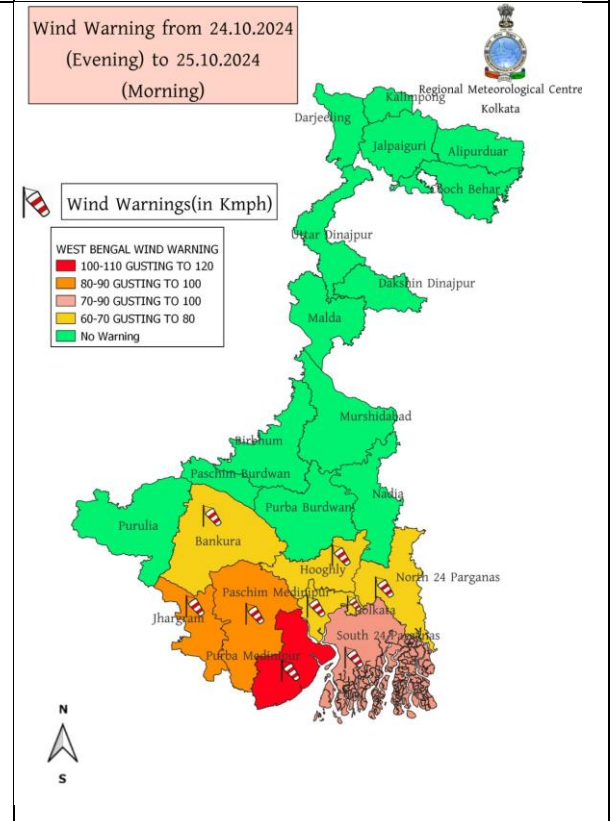 Wind Warning from 24.10.2024
(Evening) to 25.10.2024
(Morning)
Regional Meteorological Centre
Kolkata
Kalimpong
Darjeeling
Jalpaiguri
Alipurduar
Coch Behar
Wind Warnings(in Kmph)
Uttar Dinajpur
WEST BENGAL WIND WARNING
100-110 GUSTING TO 120
80-90 GUSTING TO 100
70-90 GUSTING TO 100
60-70 GUSTING TO 80
No Warning
Dakshin Dinajpur
Malda
Murshidabad
Birbhum
Paschim Burdwan
Nadia
Purba Burdwan
Purulia
Bankura
Hooghly
North 24 Parganas
Paschim Medinipur
Kolkata
Jhargram
South 24 Parganas
Purba Medinipur
N
S